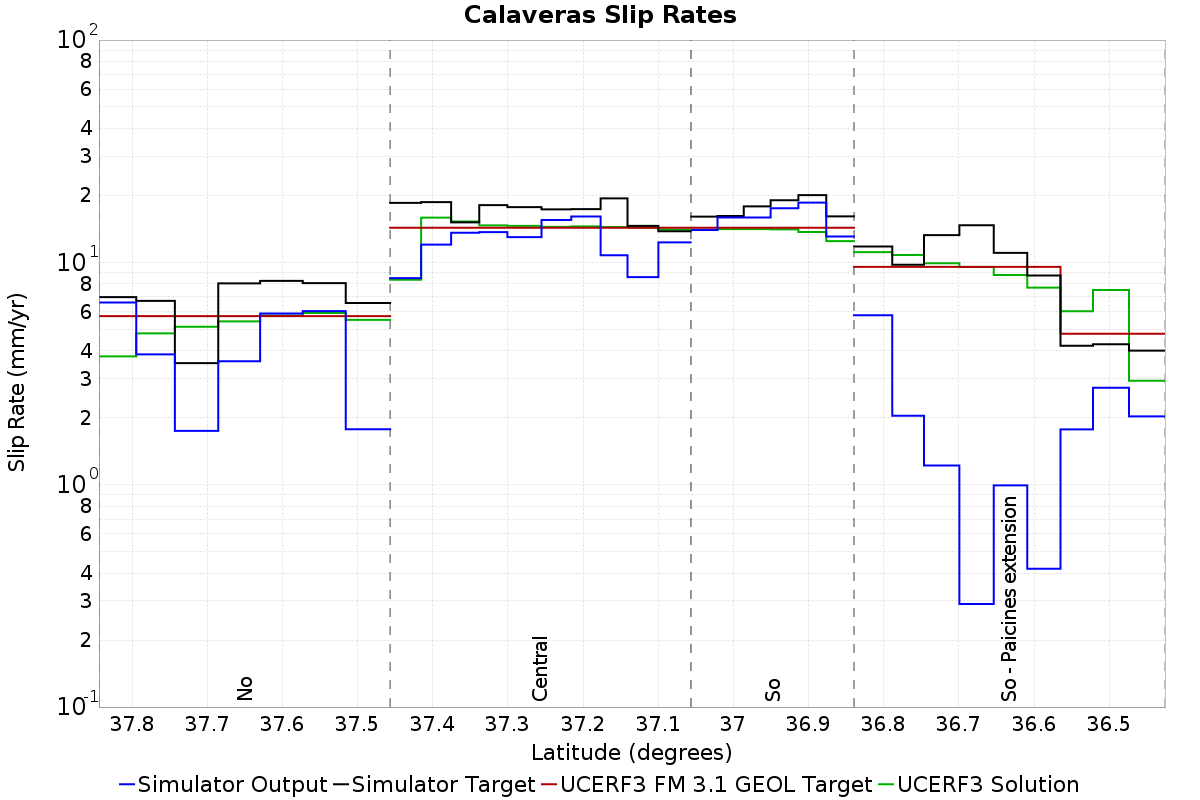 Calaveras Slip Rates
10^2
8
6
4
3
2
10^1
8
6
4
3
2
10^0
8
6
4
3
2
10^-1
Slip Rate (mm/yr)
No
Central
So
So - Paicines extension
37.8 37.7 37.6 37.5 37.4 37.3 37.2 37.1 37 36.9 36.8 36.7 36.6 36.5
Latitude (degrees)
Simulator Output Simulator Target UCERF3 FM 3.1 GEOL Target UCERF3 Solution